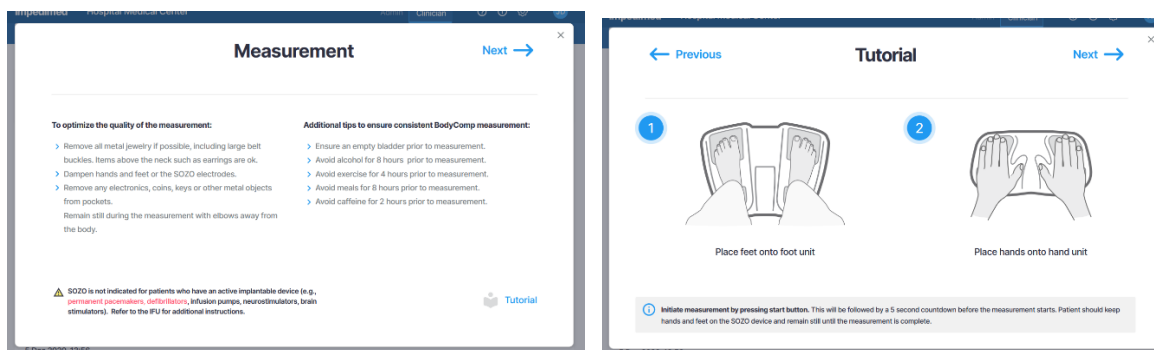 impedimed Hospital Medical Center Admin Clinician
Measurement
Next
To optimize the quality of the measurement:
Remove all metal jewelry if possible, including large belt
buckles. Items above the neck such as earrings are ok.
Dampen hands and feet or the SOZO electrodes.
Remove any electronics, coins, keys or other metal objects
from pockets.
Remain still during the measurement with elbows away from
the body.
Additional tips to ensure consistent BodyComp measurement:
Ensure an empty bladder prior to measurement.
Avoid alcohol for 8 hours prior to measurement.
Avoid exercise for 4 hours prior to measurement.
Avoid meals for 8 hours prior to measurement.
Avoid caffeine for 2 hours prior to measurement.
SOZO is not indicated for patients who have an active implantable device (e.g.,
permanent pacemakers, defibrillators, infusion pumps, neurostimulators, brain
stimulators). Refer to the IFU for additional instructions.
Tutorial
Previous
Tutorial
Next
1
2
Place feet onto foot unit
Place hands onto hand unit
Initiate measurement by pressing start button. This will be followed by a 5 second countdown before the measurement starts. Patient should keep
hands and feet on the SOZO device and remain still until the measurement is complete.